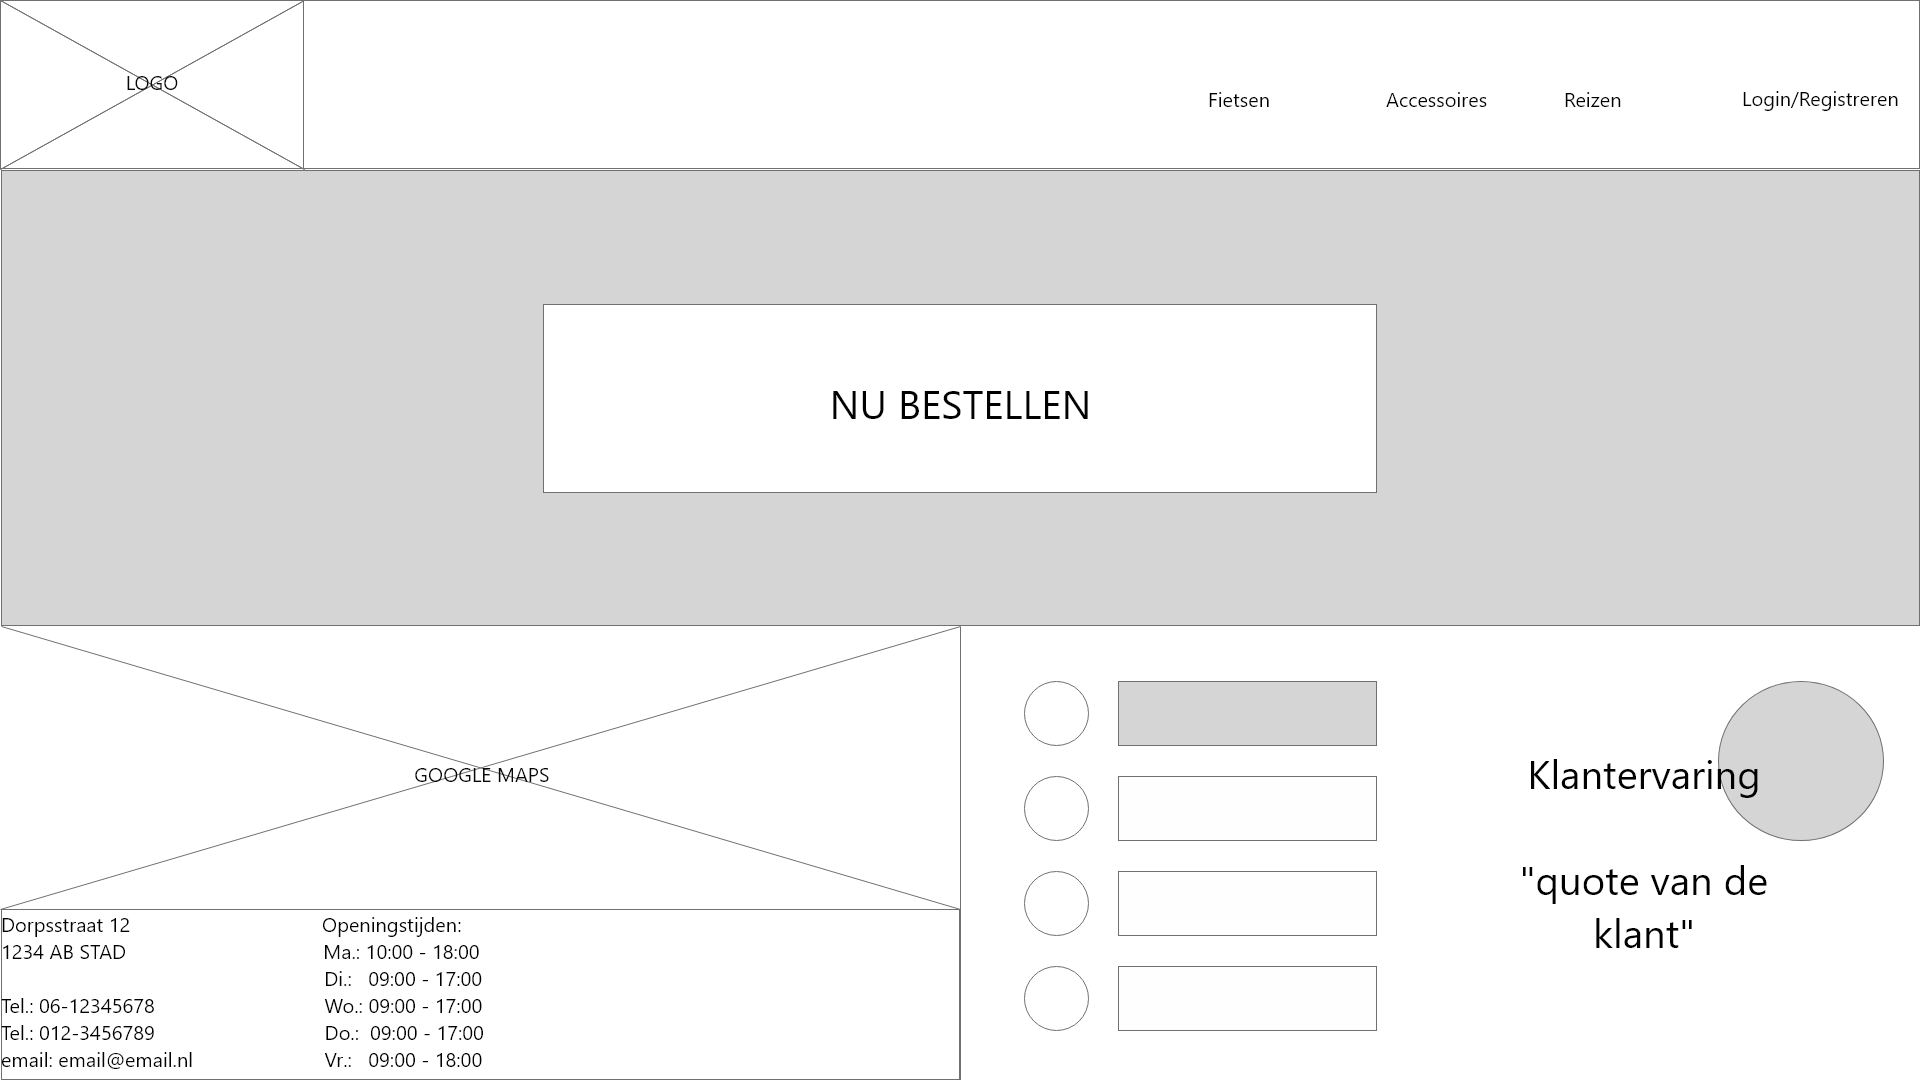 LOGO
Fietsen
Accessoires
Reizen
Login/Registreren
NU BESTELLEN
GOOGLE MAPS
Dorpsstraat 12
1234 AB STAD
Tel.: 06-12345678
Tel.: 012-3456789
email: email@email.nl
Openingstijden:
Ma.: 10:00 - 18:00
Di.: 09:00 - 17:00
Wo.: 09:00 - 17:00
Do.: 09:00 - 17:00
Vr.: 09:00 - 18:00
Klantervaring
"quote van de
klant"